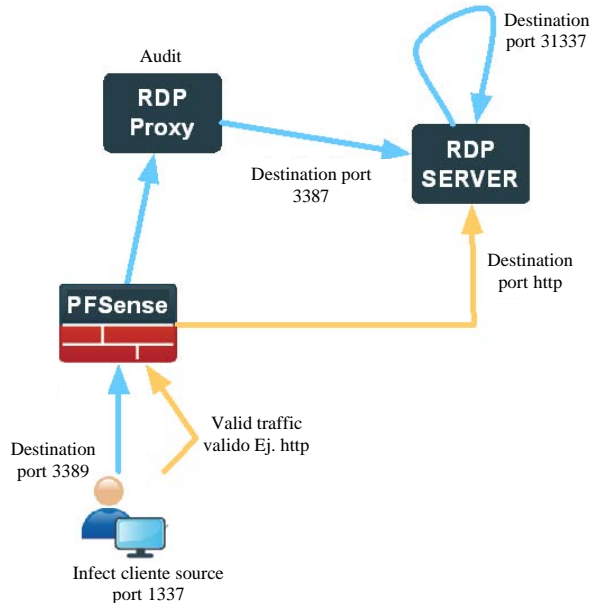 Destination
port 31337
Audit
RDP
Proxy
RDP
SERVER
Destination port
3387
Destination
port http
PFSense
Valid traffic
valido Ej. http
Destination
port 3389
Infect cliente source
port 1337